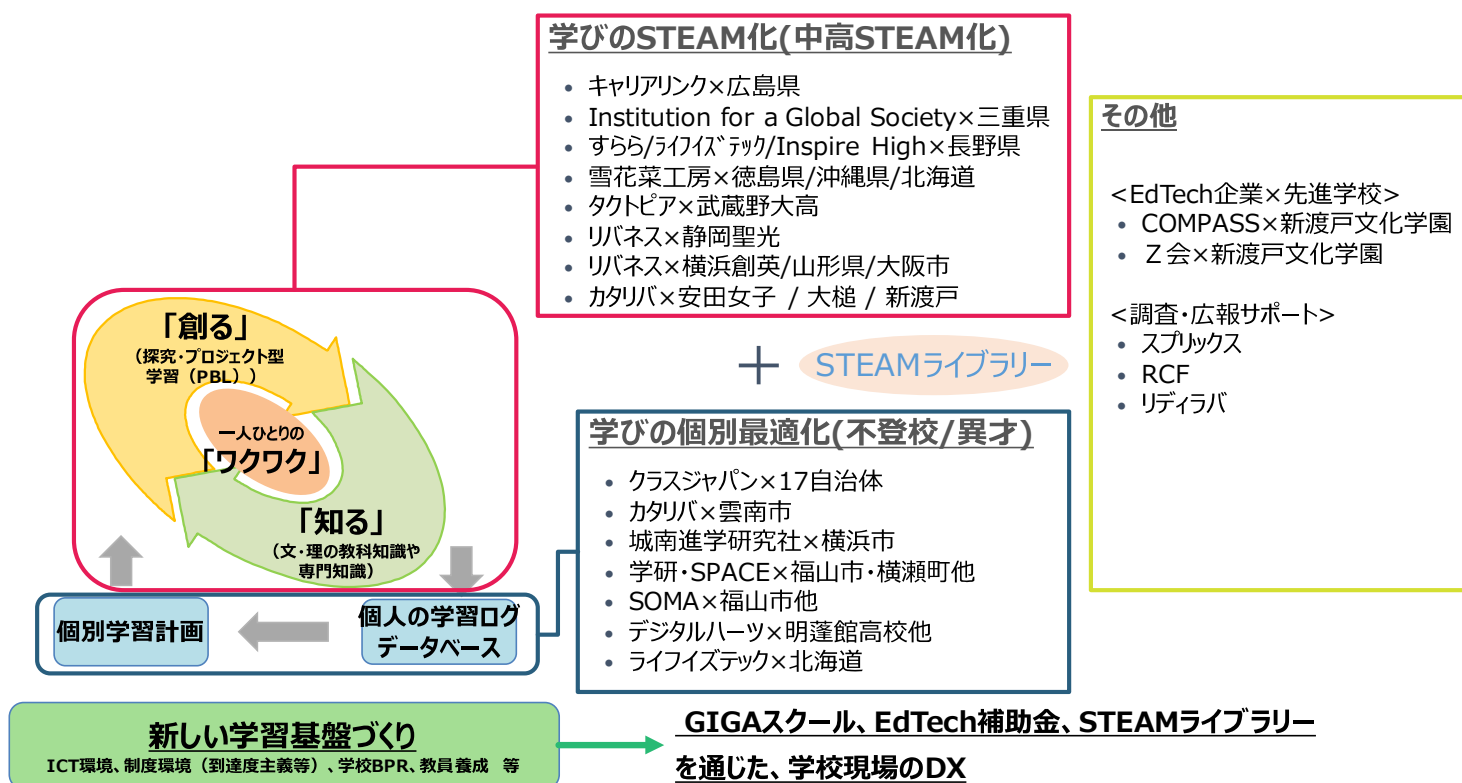 学びのSTEAM化(中高STEAM化)
• キャリアリンク×広島県
• Institution for a Global Society×三重県
• すらら/ライフイズテック/Inspire High×長野県
• 雪花菜工房×徳島県/沖縄県/北海道
• タクトピア×武蔵野大高
• リバネス×静岡聖光
• リバネス×横浜創英/山形県/大阪市
• カタリバ×安田女子 / 大槌 / 新渡戸
その他
<EdTech企業×先進学校>
• COMPASS×新渡戸文化学園
• Z会×新渡戸文化学園
<調査・広報サポート>
• スプリックス
• RCF
• リディラバ
「創る」
(探究・プロジェクト型
学習(PBL))
一人ひとりの
「ワクワク」
「知る」
(文・理の教科知識や
専門知識)
+
STEAMライブラリー
学びの個別最適化(不登校/異才)
• クラスジャパン×17自治体
• カタリバ×雲南市
• 城南進学研究社×横浜市
• 学研・SPACE×福山市・横瀬町他
• SOMA×福山市他
• デジタルハーツ×明蓬館高校他
• ライフイズテック×北海道
個別学習計画
個人の学習ログ
データベース
新しい学習基盤づくり
ICT環境、制度環境(到達度主義等)、学校BPR、教員養成 等
GIGAスクール、EdTech補助金、STEAMライブラリー
を通じた、学校現場のDX